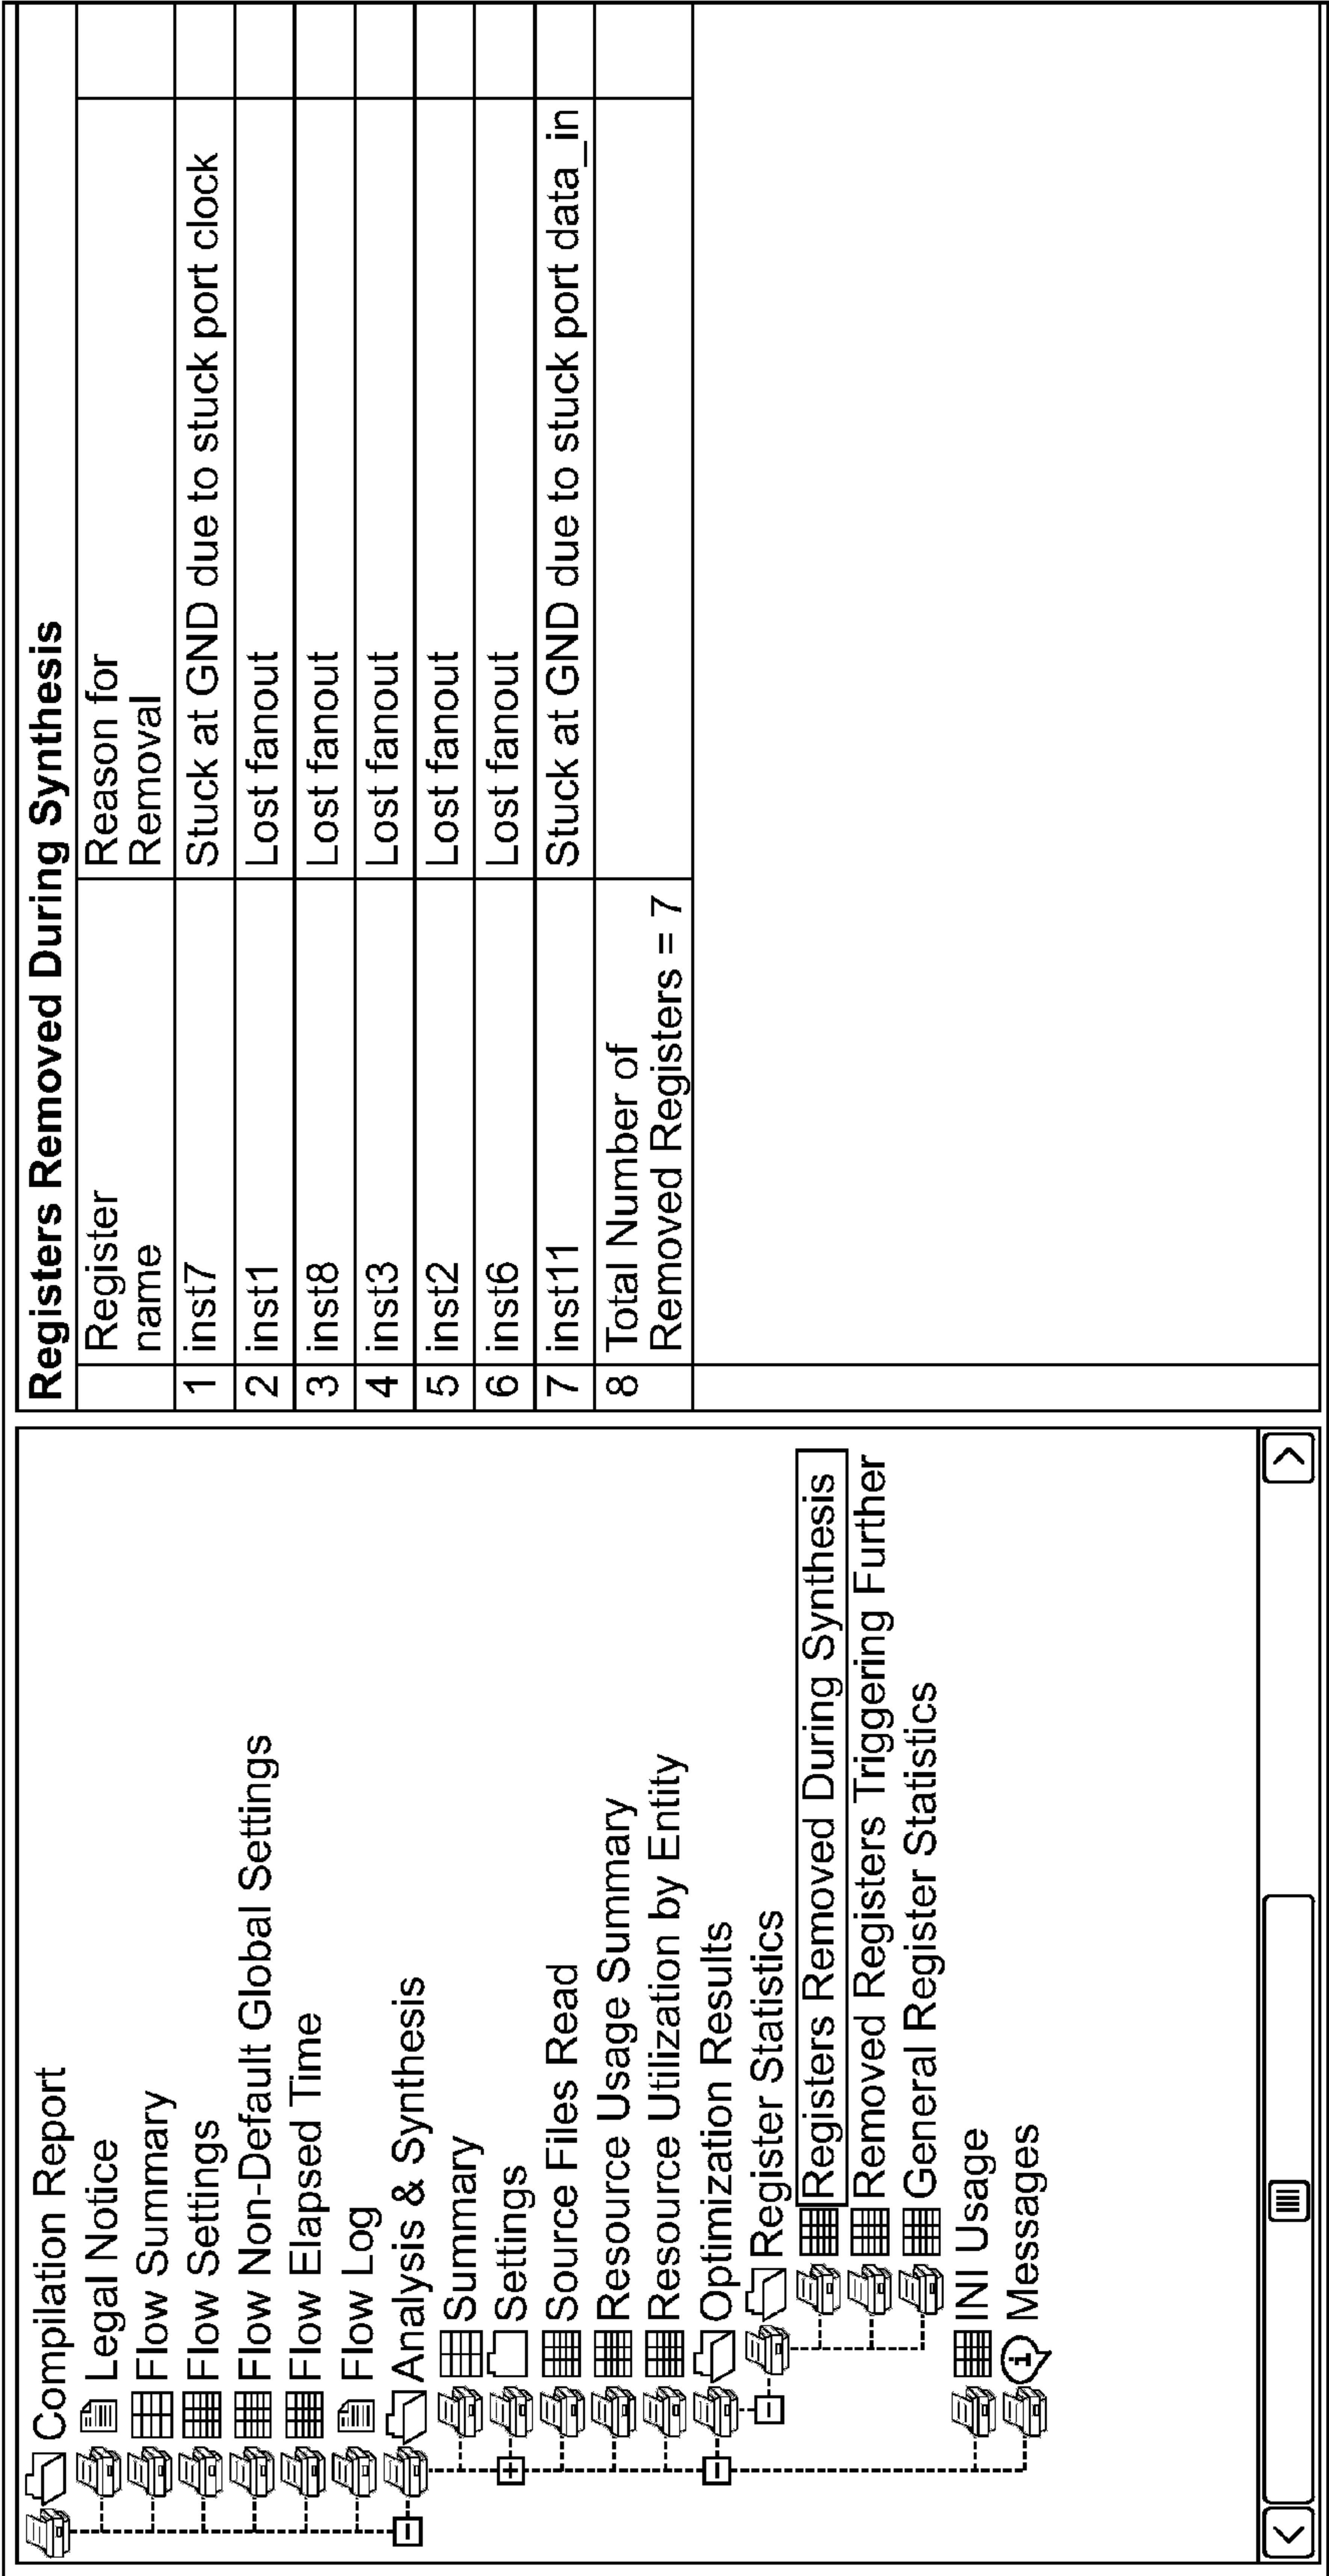 Compilation Report
Legal Notice
Flow Summary
Flow Settings
Flow Non-Default Global Settings
Flow Elapsed Time
Flow Log
Analysis & Synthesis
Summary
Settings
Source Files Read
Resource Usage Summary
Resource Utilization by Entity
Optimization Results
Register Statistics
Registers Removed During Synthesis
Removed Registers Triggering Further
General Register Statistics
INI Usage
Messages
Registers Removed During Synthesis
Register name Reason for Removal
1 inst7 Stuck at GND due to stuck port clock
2 inst1 Lost fanout
3 inst8 Lost fanout
4 inst3 Lost fanout
5 inst2 Lost fanout
6 inst6 Lost fanout
7 inst11 Stuck at GND due to stuck port data_in
8 Total Number of
Removed Registers = 7